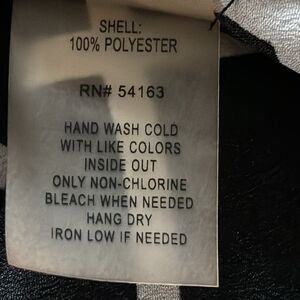 SHELL:
100% POLYESTER
RN# 54163
HAND WASH COLD
WITH LIKE COLORS
INSIDE OUT
ONLY NON-CHLORINE
BLEACH WHEN NEEDED
HANG DRY
IRON LOW IF NEEDED